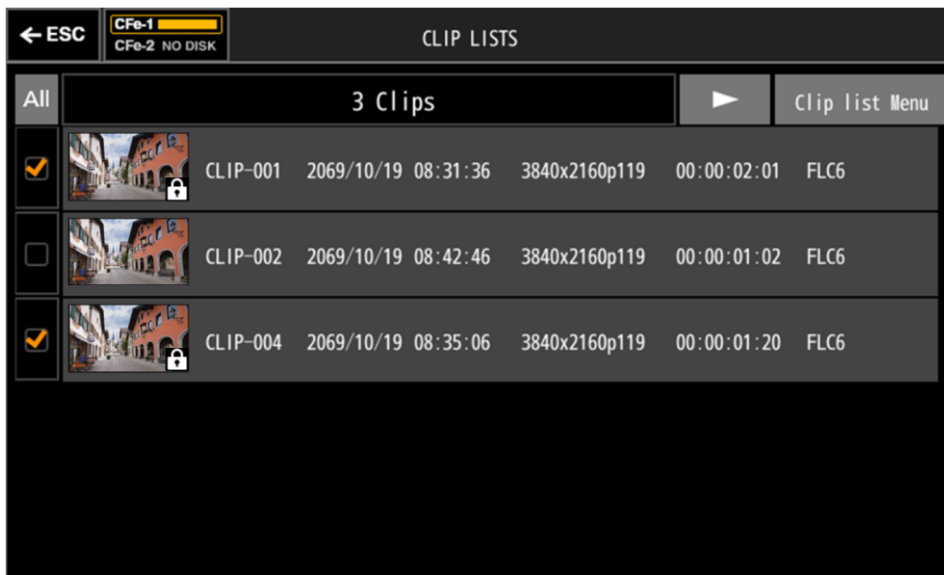 ←ESC CFe-1 CLIP LISTS
CFe-2 NO DISK
All 3 Clips Clip list Menu
CLIP-001 2069/10/19 08:31:36 3840x2160p119 00:00:02:01 FLC6
CLIP-002 2069/10/19 08:42:46 3840x2160p119 00:00:01:02 FLC6
CLIP-004 2069/10/19 08:35:06 3840x2160p119 00:00:01:20 FLC6